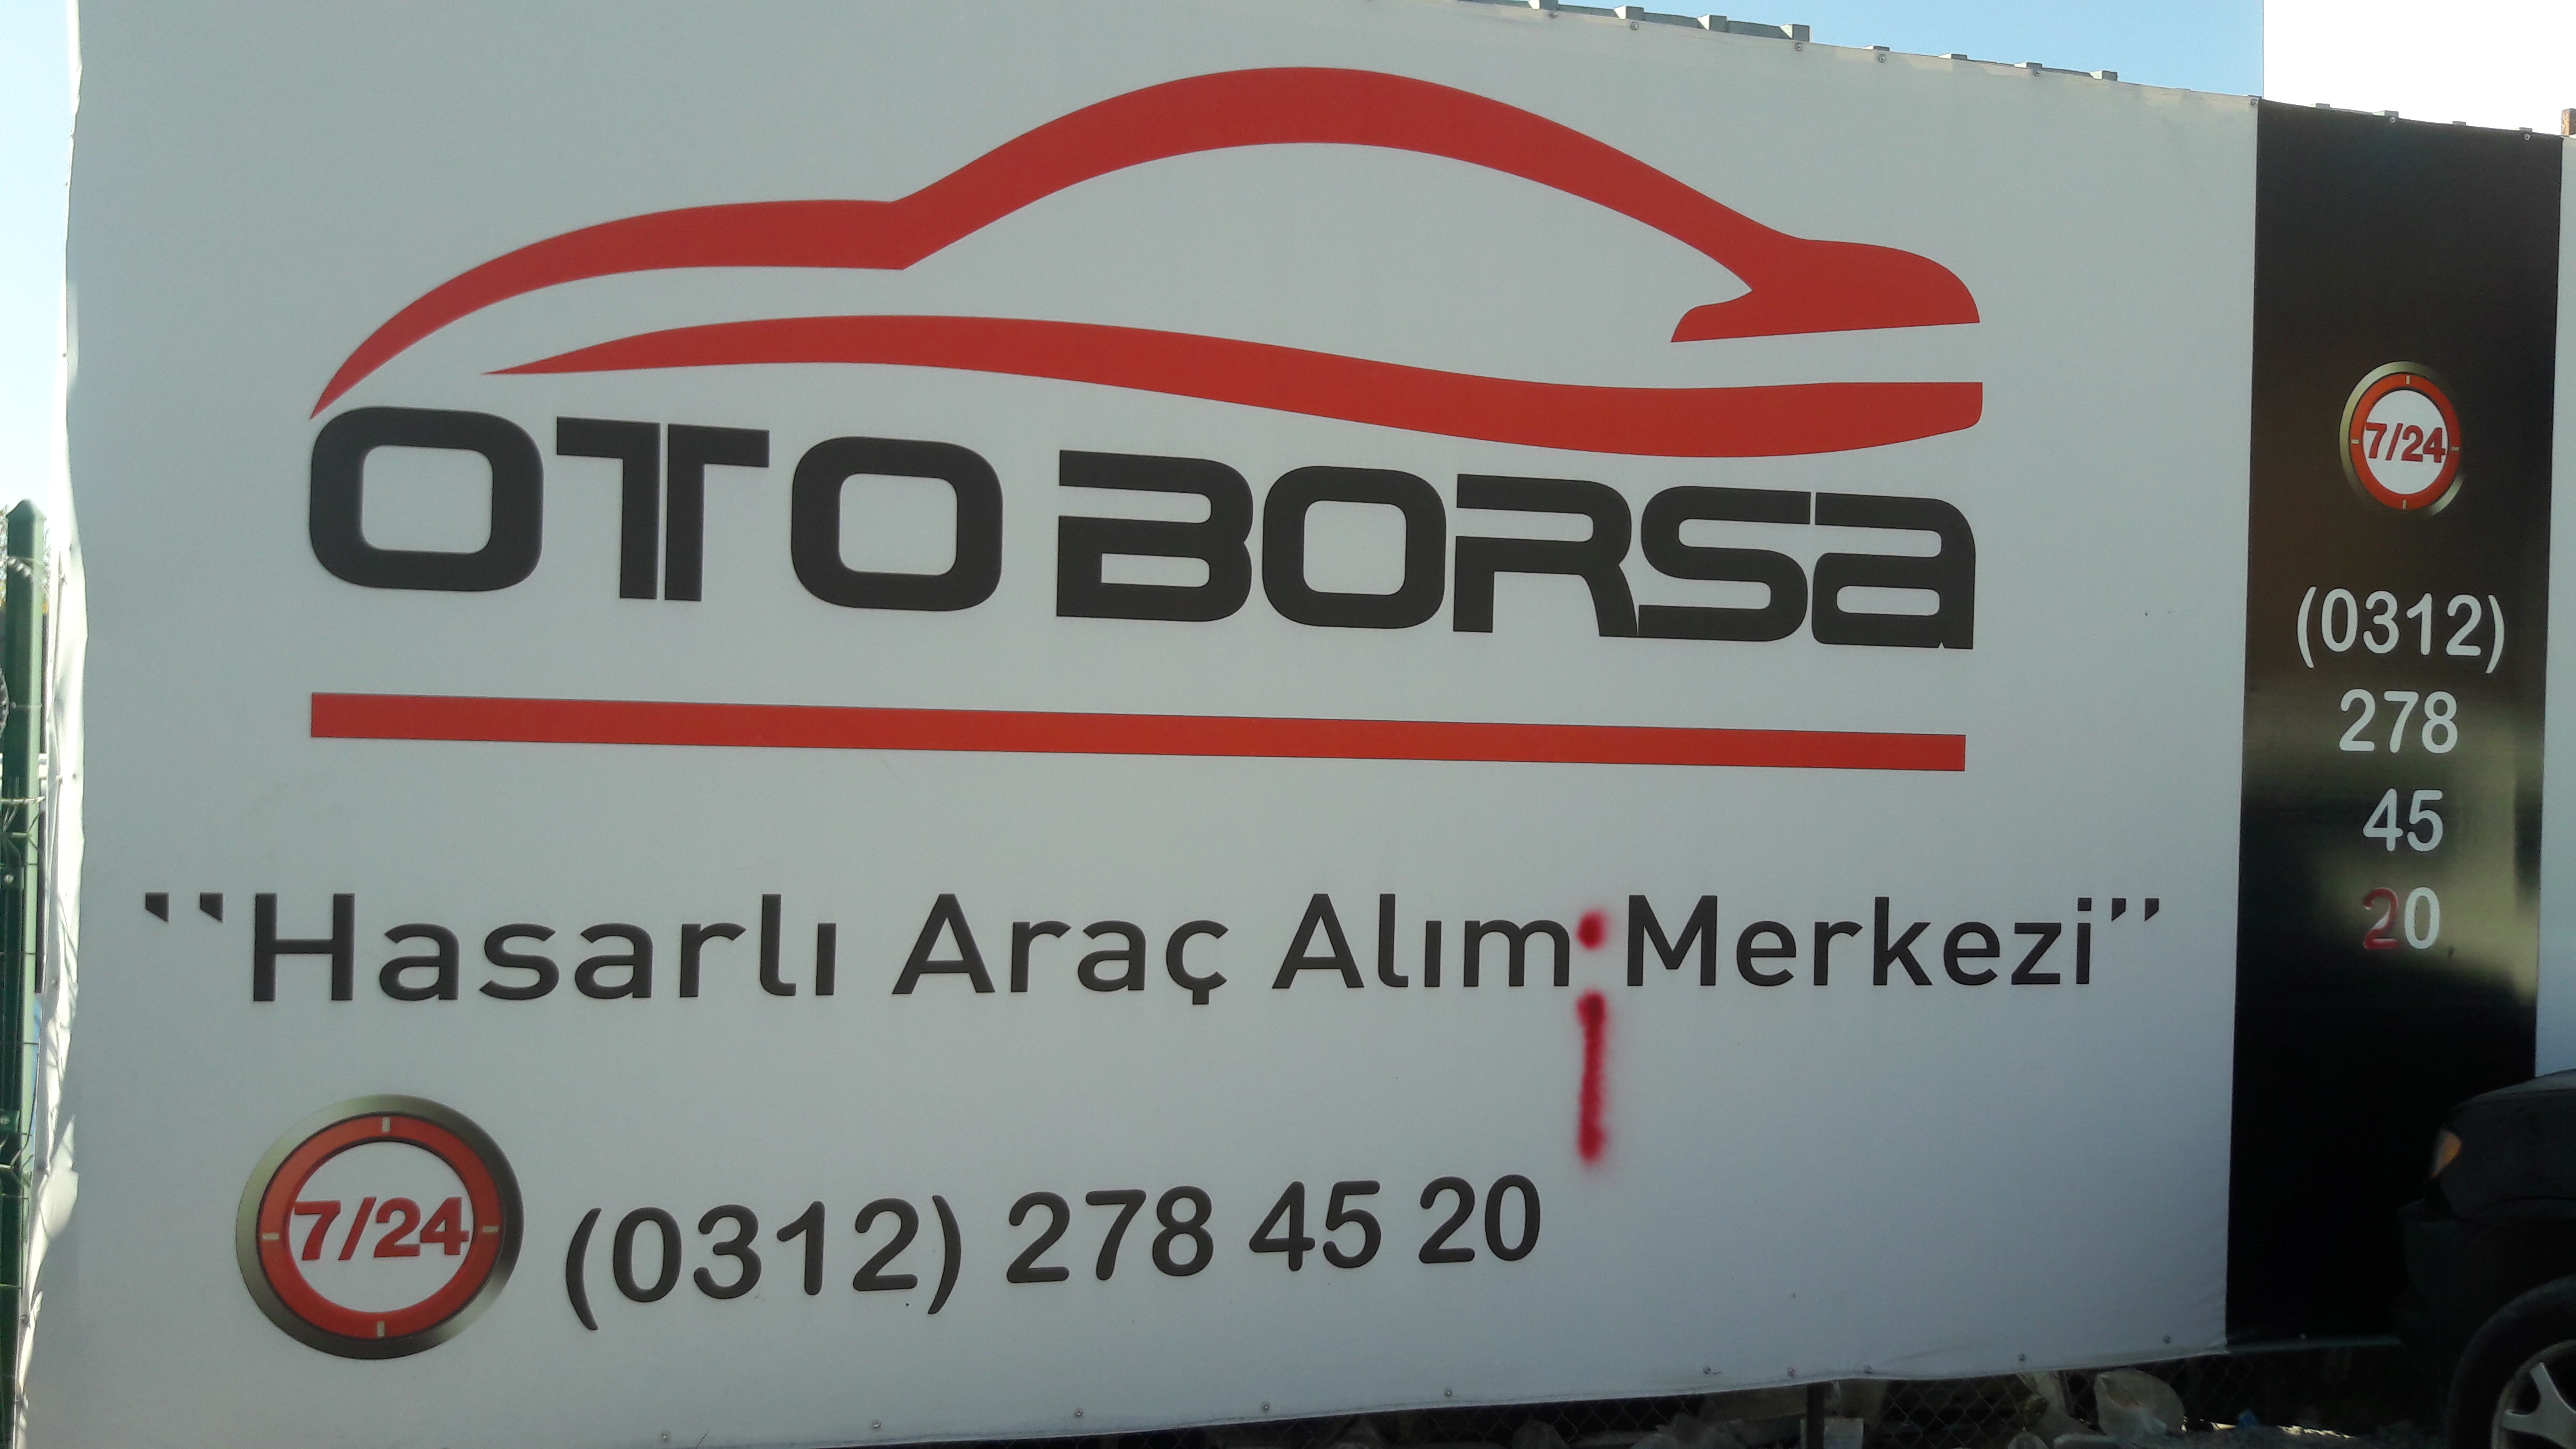 OTO BORSA
''Hasarlı Araç Alım Merkezi''
7/24
(0312) 278 45 20
7/24
(0312)
278
45
20